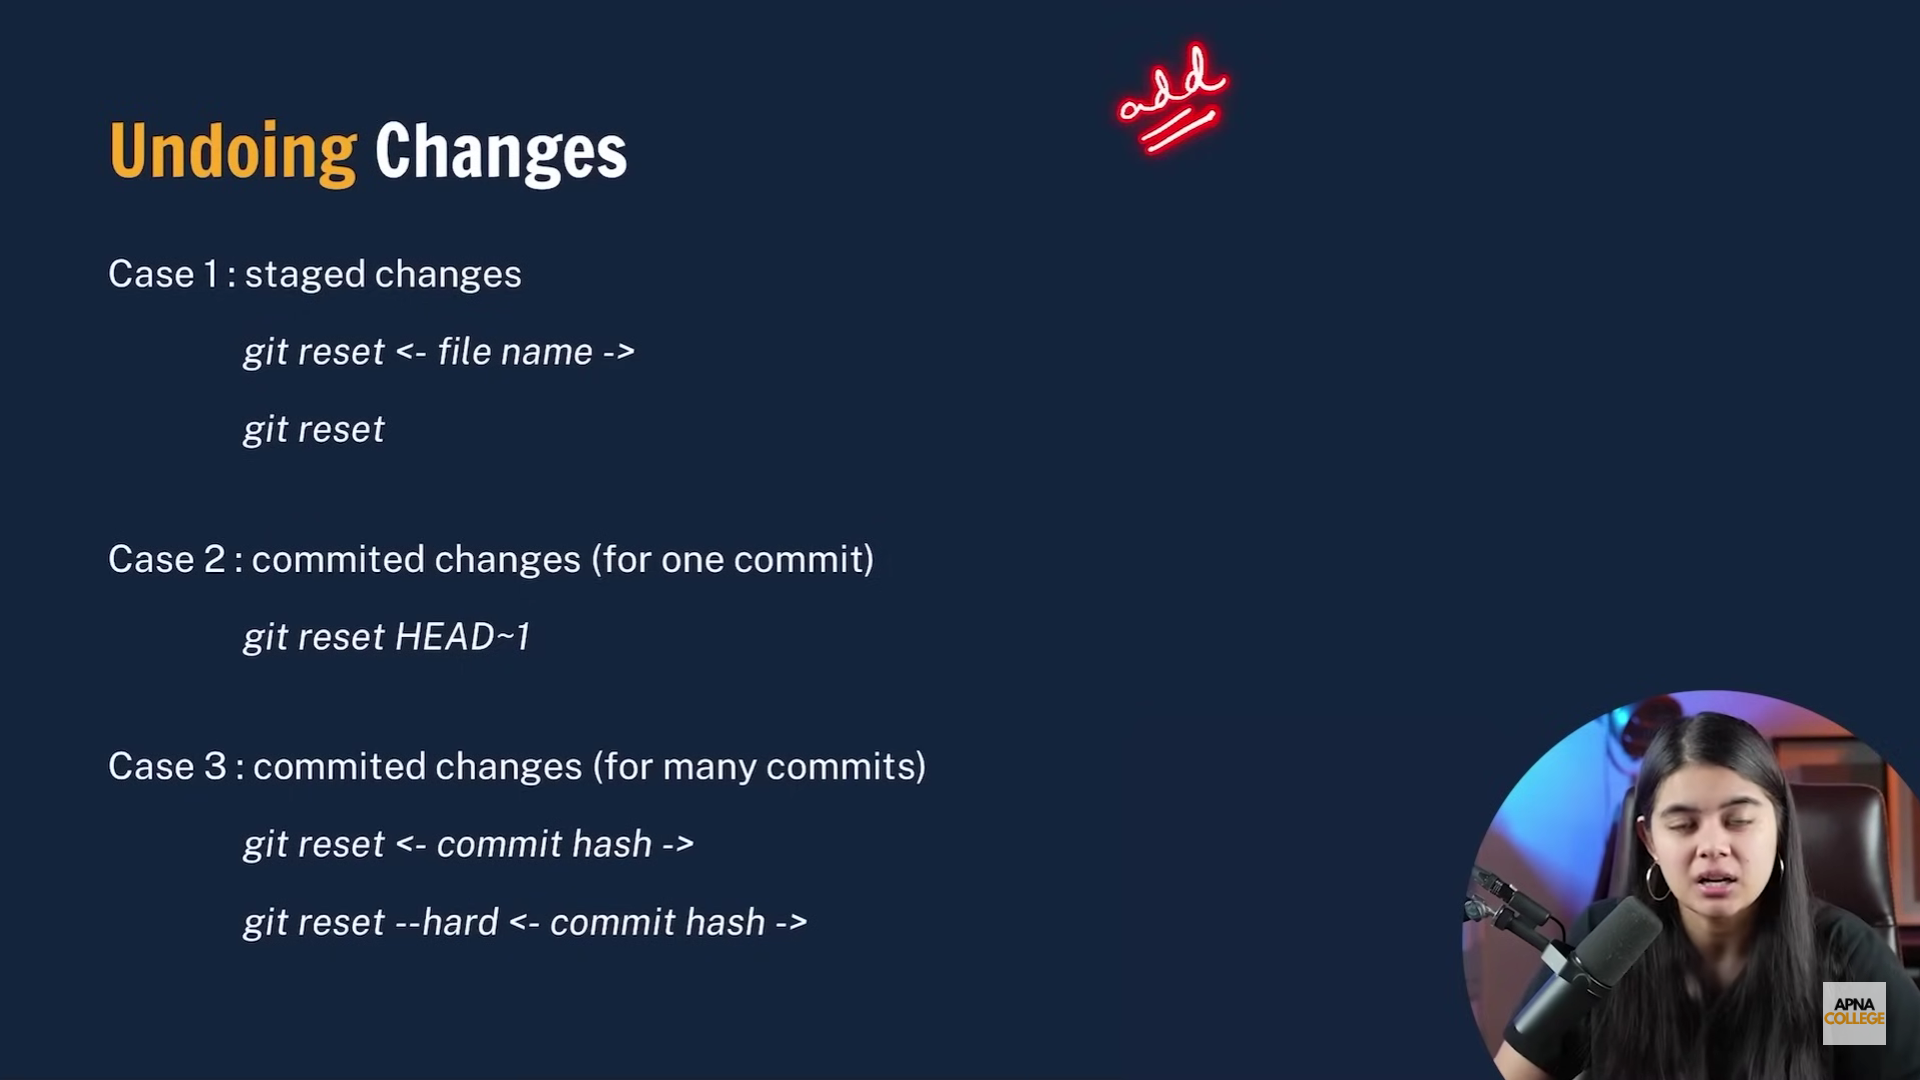 add
Undoing Changes
Case 1 : staged changes
git reset <- file name ->
git reset
Case 2 : commited changes (for one commit)
git reset HEAD~1
Case 3 : commited changes (for many commits)
git reset <- commit hash ->
git reset --hard <- commit hash ->
APNA
COLLEGE